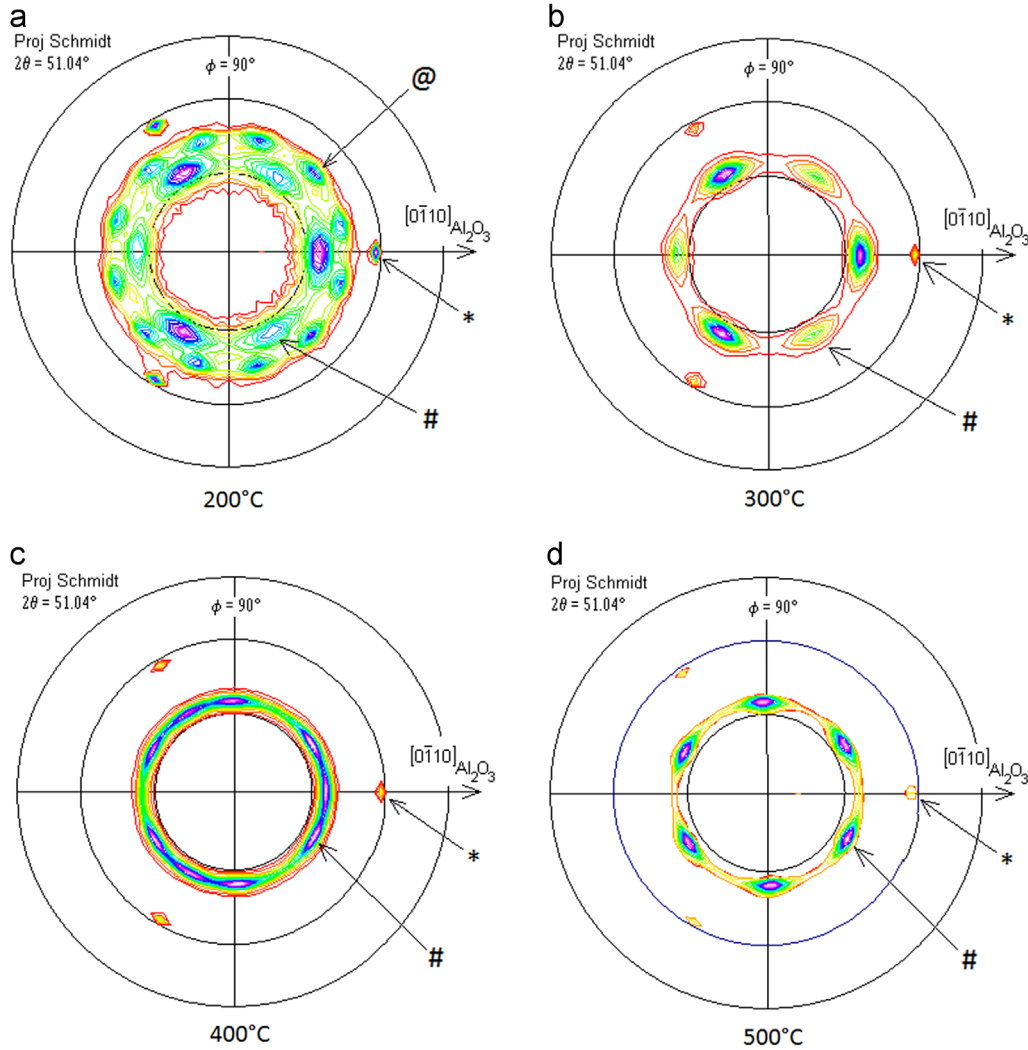 a
Proj Schmidt
2θ = 51.04°
ϕ = 90°
@
[01̅10]Al₂O₃
*
#
200°C
b
Proj Schmidt
2θ = 51.04°
ϕ = 90°
[01̅10]Al₂O₃
*
#
300°C
c
Proj Schmidt
2θ = 51.04°
ϕ = 90°
[01̅10]Al₂O₃
*
#
400°C
d
Proj Schmidt
2θ = 51.04°
ϕ = 90°
[01̅10]Al₂O₃
*
#
500°C